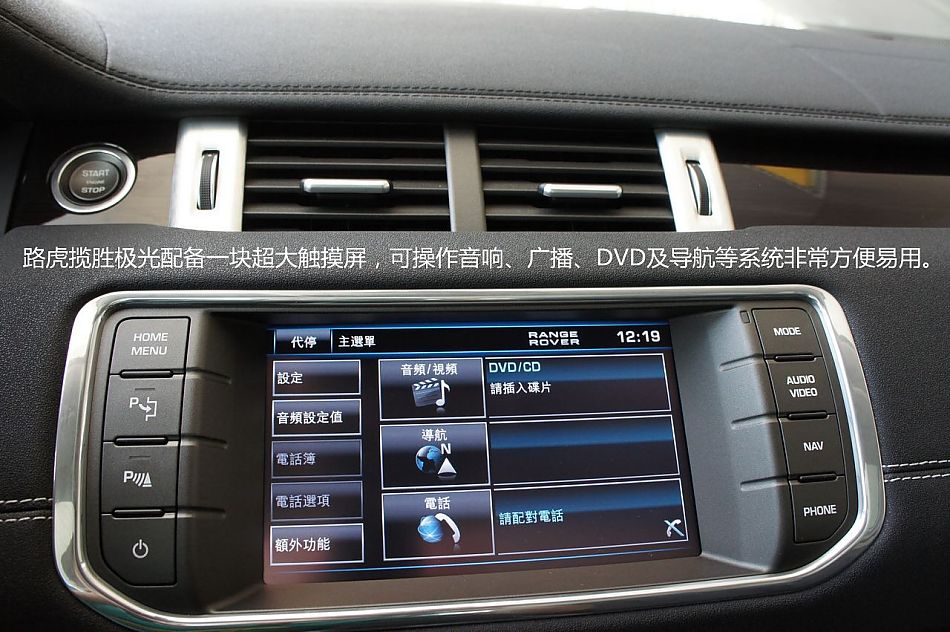 START
ENGINE
STOP
路虎揽胜极光配备一块超大触摸屏，可操作音响、广播、DVD及导航等系统非常方便易用。
HOME
MENU
P
P
代停
主選單
RANGE
ROVER
12:19
設定
音頻設定值
電話簿
電話選項
額外功能
音頻/視頻
導航
N
電話
DVD/CD
請插入碟片
請配對電話
MODE
AUDIO
VIDEO
NAV
PHONE